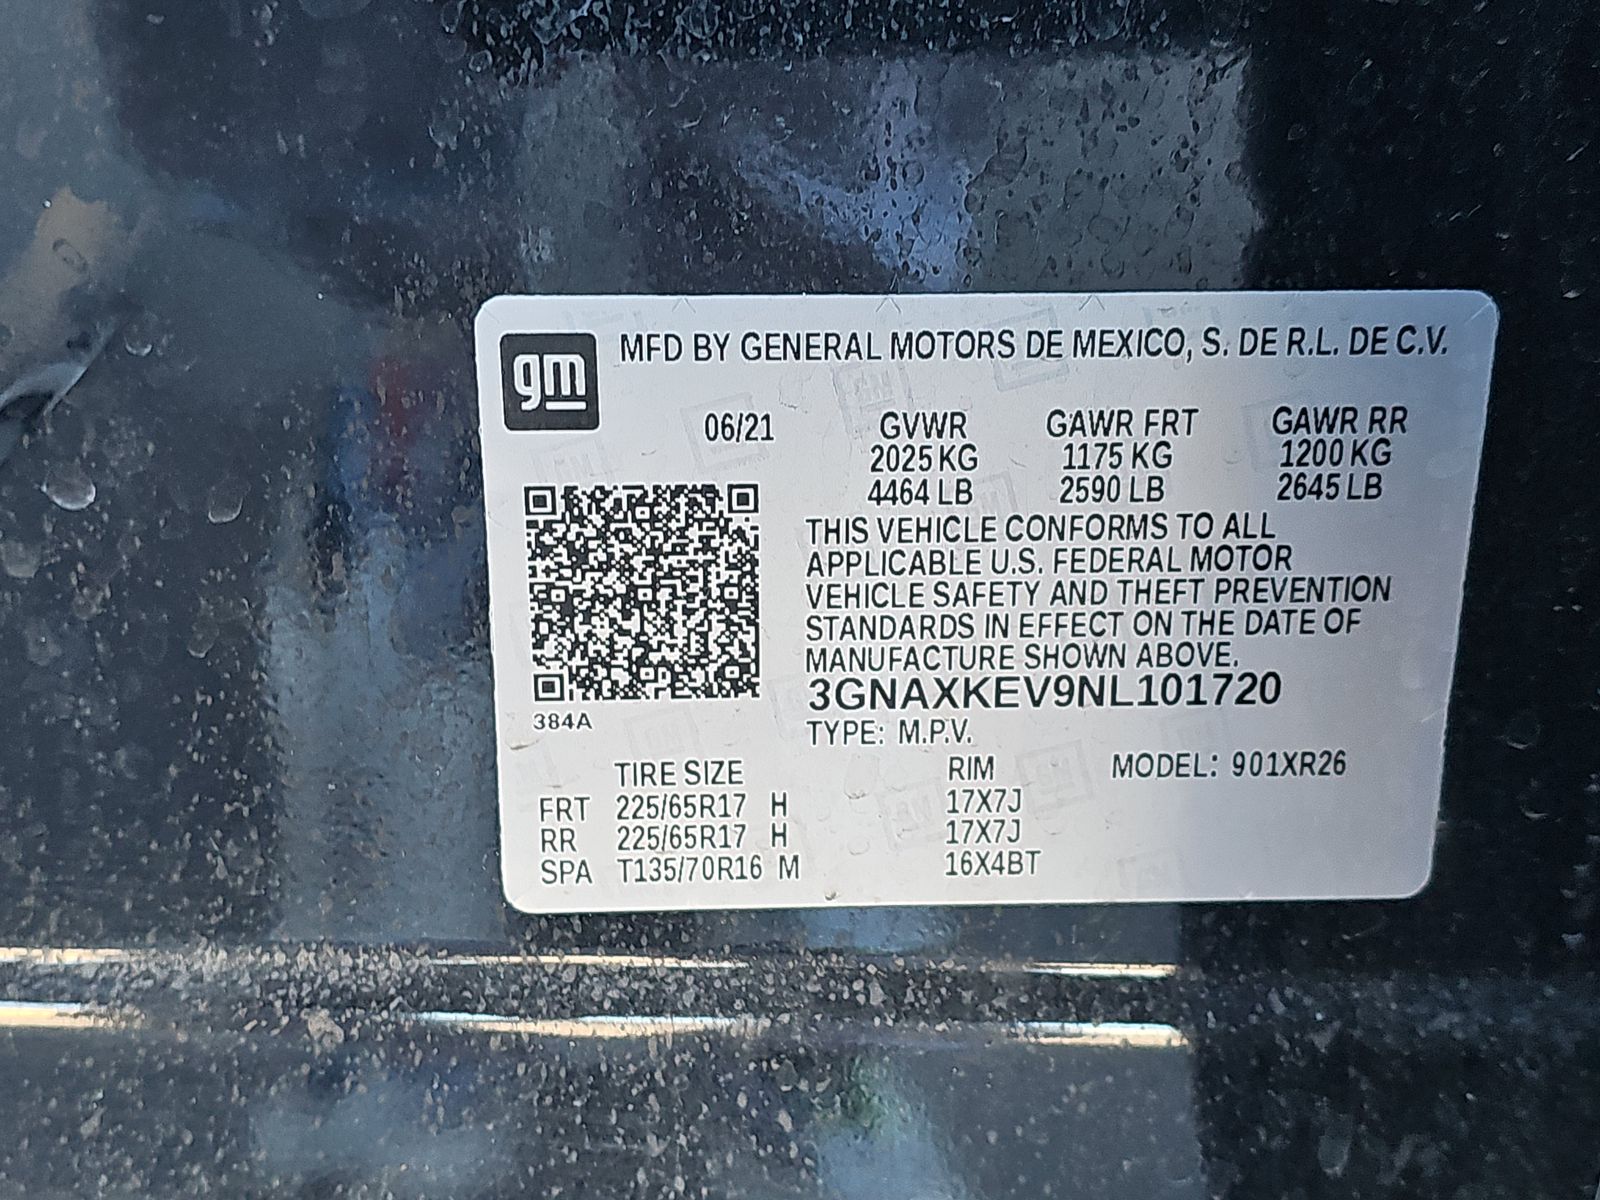 gm
MFD BY GENERAL MOTORS DE MEXICO, S. DE R.L. DE C.V.
06/21 GVWR GAWR FRT GAWR RR
2025 KG 1175 KG 1200 KG
4464 LB 2590 LB 2645 LB
THIS VEHICLE CONFORMS TO ALL
APPLICABLE U.S. FEDERAL MOTOR
VEHICLE SAFETY AND THEFT PREVENTION
STANDARDS IN EFFECT ON THE DATE OF
MANUFACTURE SHOWN ABOVE.
3GNAXKEV9NL101720
384A
TYPE: M.P.V.
TIRE SIZE RIM MODEL: 901XR26
FRT 225/65R17 H 17X7J
RR 225/65R17 H 17X7J
SPA T135/70R16 M 16X4BT